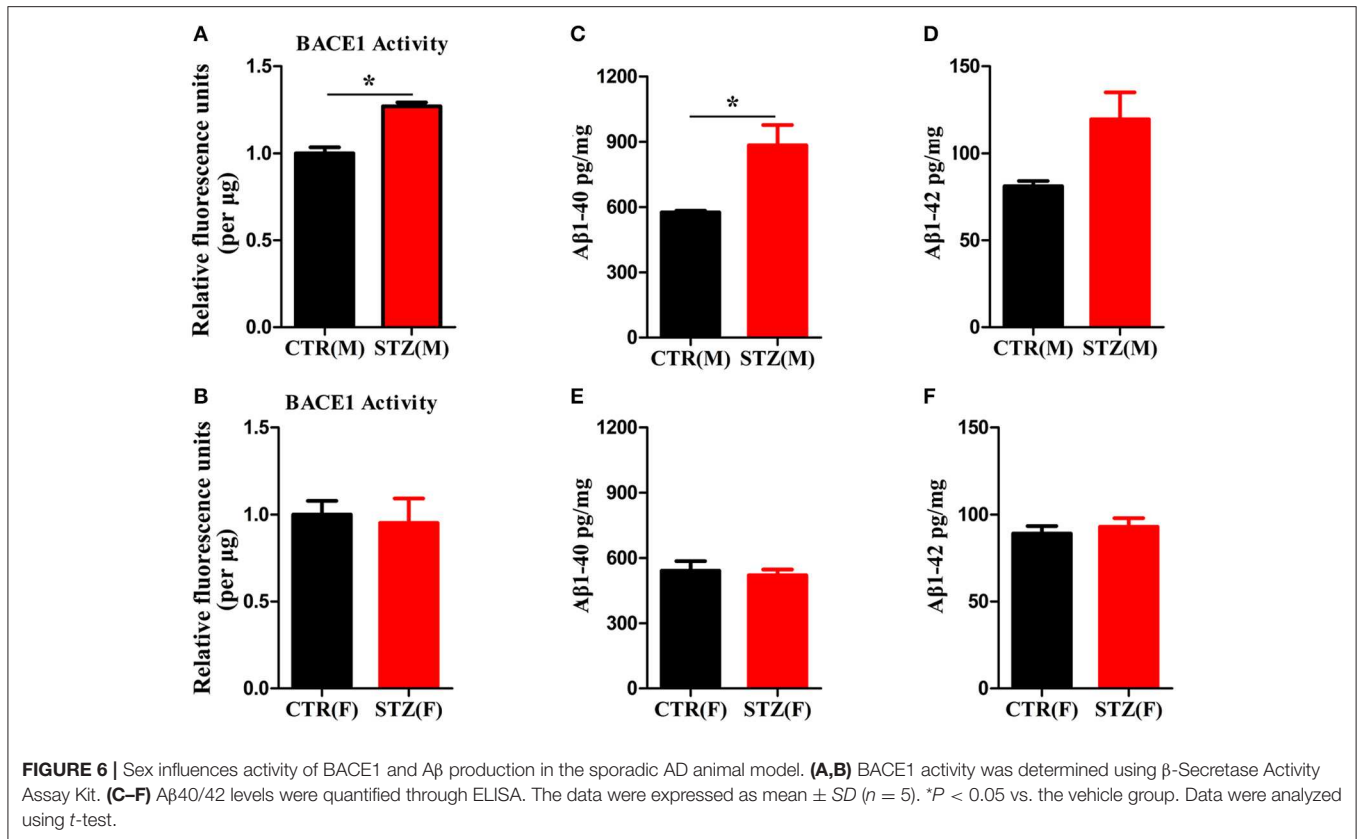 A
BACE1 Activity
Relative fluorescence units
(per µg)
1.5
1.0
0.5
0.0
*
CTR(M) STZ(M)
C
Aβ1-40 pg/mg
1200
900
600
300
0
*
CTR(M) STZ(M)
D
Aβ1-42 pg/mg
150
100
50
0
CTR(M) STZ(M)
B
BACE1 Activity
Relative fluorescence units
(per µg)
1.5
1.0
0.5
0.0
CTR(F) STZ(F)
E
Aβ1-40 pg/mg
1200
900
600
300
0
CTR(F) STZ(F)
F
Aβ1-42 pg/mg
150
100
50
0
CTR(F) STZ(F)
FIGURE 6 | Sex influences activity of BACE1 and Aβ production in the sporadic AD animal model. (A,B) BACE1 activity was determined using β-Secretase Activity
Assay Kit. (C–F) Aβ40/42 levels were quantified through ELISA. The data were expressed as mean ± SD (n = 5). *P < 0.05 vs. the vehicle group. Data were analyzed
using t-test.